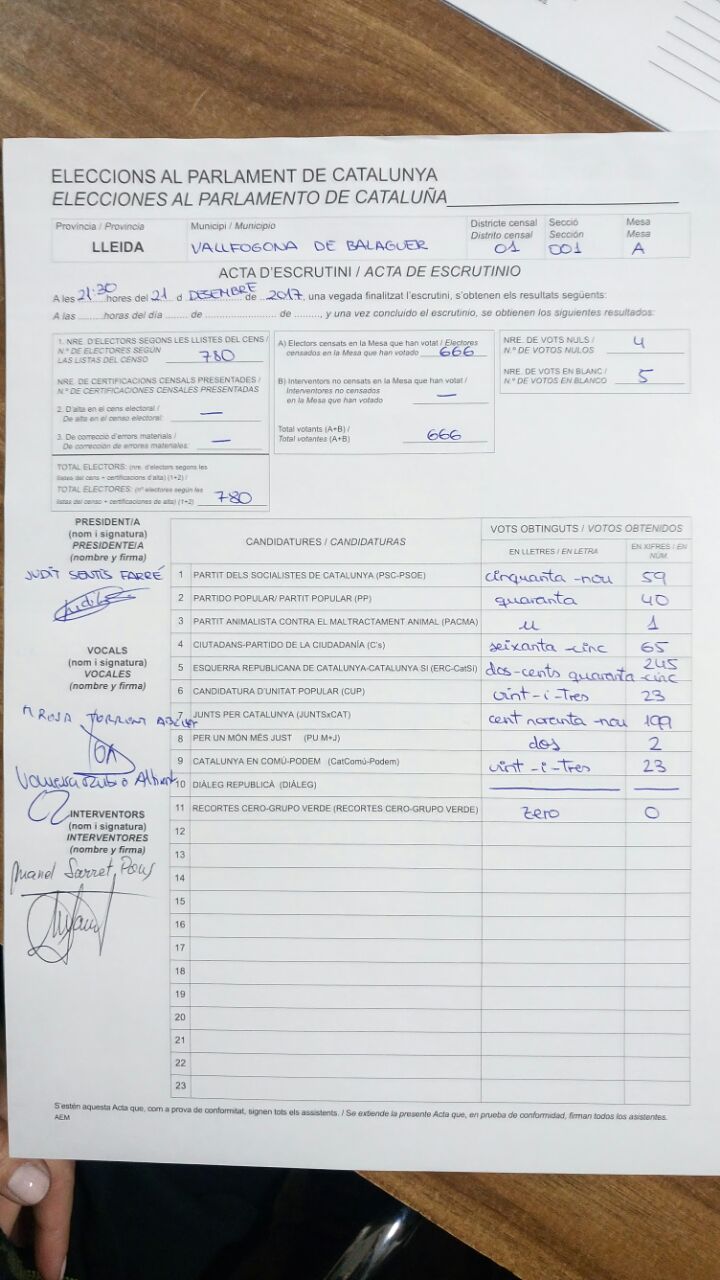 ELECCIONS AL PARLAMENT DE CATALUNYA
ELECCIONES AL PARLAMENTO DE CATALUÑA
Província / Provincia
LLEIDA
Municipi / Municipio
VALLFOGONA DE BALAGUER
Districte censal
Distrito censal
01
Secció
Sección
001
Mesa
Mesa
A
ACTA D'ESCRUTINI / ACTA DE ESCRUTINIO
A les 21:30 hores del 21 d DESEMBRE de 2017, una vegada finalitzat l'escrutini, s'obtenen els resultats següents:
A las ........ horas del día ........ de ................ de ........, y una vez concluido el escrutinio, se obtienen los siguientes resultados:
1. NRE. D'ELECTORS SEGONS LES LLISTES DEL CENS /
N.º DE ELECTORES SEGÚN
LAS LISTAS DEL CENSO 780
NRE. DE CERTIFICACIONS CENSALS PRESENTADES /
N.º DE CERTIFICACIONES CENSALES PRESENTADAS
2. D'alta en el cens electoral /
De alta en el censo electoral: —
3. De correcció d'errors materials /
De corrección de errores materiales: —
TOTAL ELECTORS: (nre. d'electors segons les
llistes del cens + certificacions d'alta) (1+2) /
TOTAL ELECTORES: (nº electores según las
listas del censo + certificaciones de alta) (1+2) 780
A) Electors censats en la Mesa que han votat / Electores
censados en la Mesa que han votado 666
B) Interventors no censats en la Mesa que han votat /
Interventores no censados
en la Mesa que han votado —
Total votants (A+B) /
Total votantes (A+B) 666
NRE. DE VOTS NULS /
N.º DE VOTOS NULOS 4
NRE. DE VOTS EN BLANC /
N.º DE VOTOS EN BLANCO 5
PRESIDENT/A
(nom i signatura)
PRESIDENTE/A
(nombre y firma)
JUDIT SENTÍS FARRÉ
VOCALS
(nom i signatura)
VOCALES
(nombre y firma)
M ROSA
Vanessa Rubio
INTERVENTORS
(nom i signatura)
INTERVENTORES
(nombre y firma)
Manel Sarret Pons
CANDIDATURES / CANDIDATURAS
VOTS OBTINGUTS / VOTOS OBTENIDOS
EN LLETRES / EN LETRA
EN XIFRES / EN NÚM.
1 PARTIT DELS SOCIALISTES DE CATALUNYA (PSC-PSOE) cinquanta-nou 59
2 PARTIDO POPULAR/ PARTIT POPULAR (PP) quaranta 40
3 PARTIT ANIMALISTA CONTRA EL MALTRACTAMENT ANIMAL (PACMA) u 1
4 CIUTADANS-PARTIDO DE LA CIUDADANÍA (C's) seixanta-cinc 65
5 ESQUERRA REPUBLICANA DE CATALUNYA-CATALUNYA SÍ (ERC-CatSí) dos-cents quaranta-cinc 245
6 CANDIDATURA D'UNITAT POPULAR (CUP) vint-i-tres 23
7 JUNTS PER CATALUNYA (JUNTSxCAT) cent noranta-nou 199
8 PER UN MÓN MÉS JUST (PU M+J) dos 2
9 CATALUNYA EN COMÚ-PODEM (CatComú-Podem) vint-i-tres 23
10 DIÀLEG REPUBLICÀ (DIÀLEG) — —
11 RECORTES CERO-GRUPO VERDE (RECORTES CERO-GRUPO VERDE) zero 0
12
13
14
15
16
17
18
19
20
21
22
23
S'estén aquesta Acta que, com a prova de conformitat, signen tots els assistents. / Se extiende la presente Acta que, en prueba de conformidad, firman todos los asistentes.
AEM